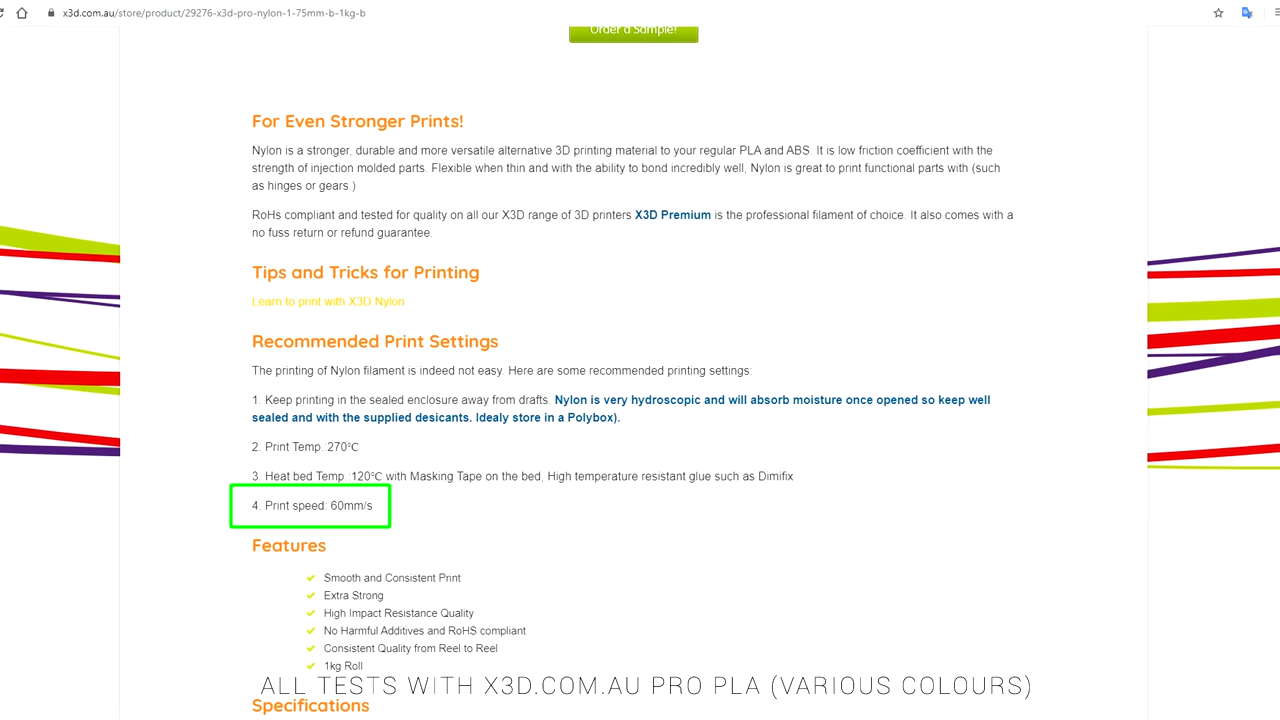 x3d.com.au/store/product/29276-x3d-pro-nylon-1-75mm-b-1kg-b
Order a Sample!
For Even Stronger Prints!
Nylon is a stronger, durable and more versatile alternative 3D printing material to your regular PLA and ABS. It is low friction coefficient with the
strength of injection molded parts. Flexible when thin and with the ability to bond incredibly well, Nylon is great to print functional parts with (such
as hinges or gears.)
RoHs compliant and tested for quality on all our X3D range of 3D printers X3D Premium is the professional filament of choice. It also comes with a
no fuss return or refund guarantee.
Tips and Tricks for Printing
Learn to print with X3D Nylon
Recommended Print Settings
The printing of Nylon filament is indeed not easy. Here are some recommended printing settings:
1. Keep printing in the sealed enclosure away from drafts. Nylon is very hydroscopic and will absorb moisture once opened so keep well
sealed and with the supplied desicants. Idealy store in a Polybox).
2. Print Temp.:270℃
3. Heat bed Temp.:120℃ with Masking Tape on the bed, High temperature resistant glue such as Dimifix
4. Print speed: 60mm/s
Features
Smooth and Consistent Print
Extra Strong
High Impact Resistance Quality
No Harmful Additives and RoHS compliant
Consistent Quality from Reel to Reel
1kg Roll
ALL TESTS WITH X3D.COM.AU PRO PLA (VARIOUS COLOURS)
Specifications